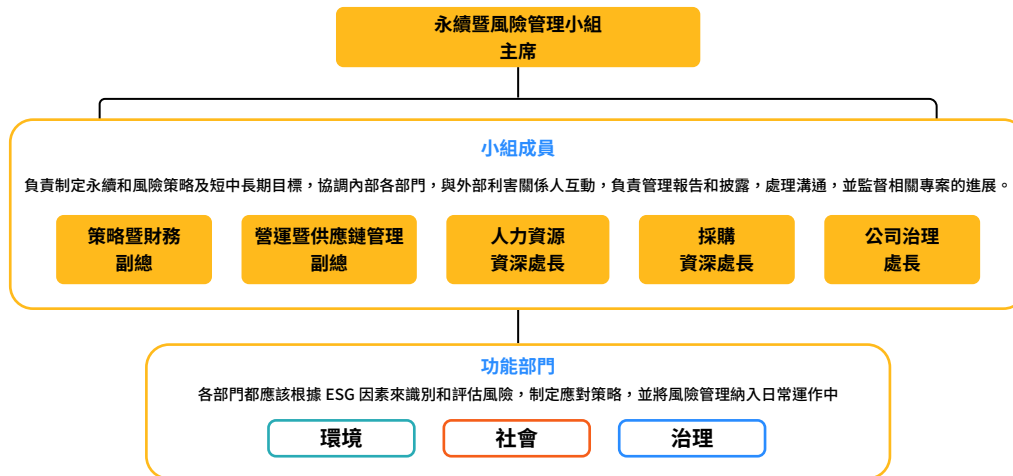 永續暨風險管理小組
主席
小組成員
負責制定永續和風險策略及短中長期目標，協調內部各部門，與外部利害關係人互動，負責管理報告和披露，處理溝通，並監督相關專案的進展。
策略暨財務
副總
營運暨供應鏈管理
副總
人力資源
資深處長
採購
資深處長
公司治理
處長
功能部門
各部門都應該根據 ESG 因素來識別和評估風險，制定應對策略，並將風險管理納入日常運作中
環境
社會
治理